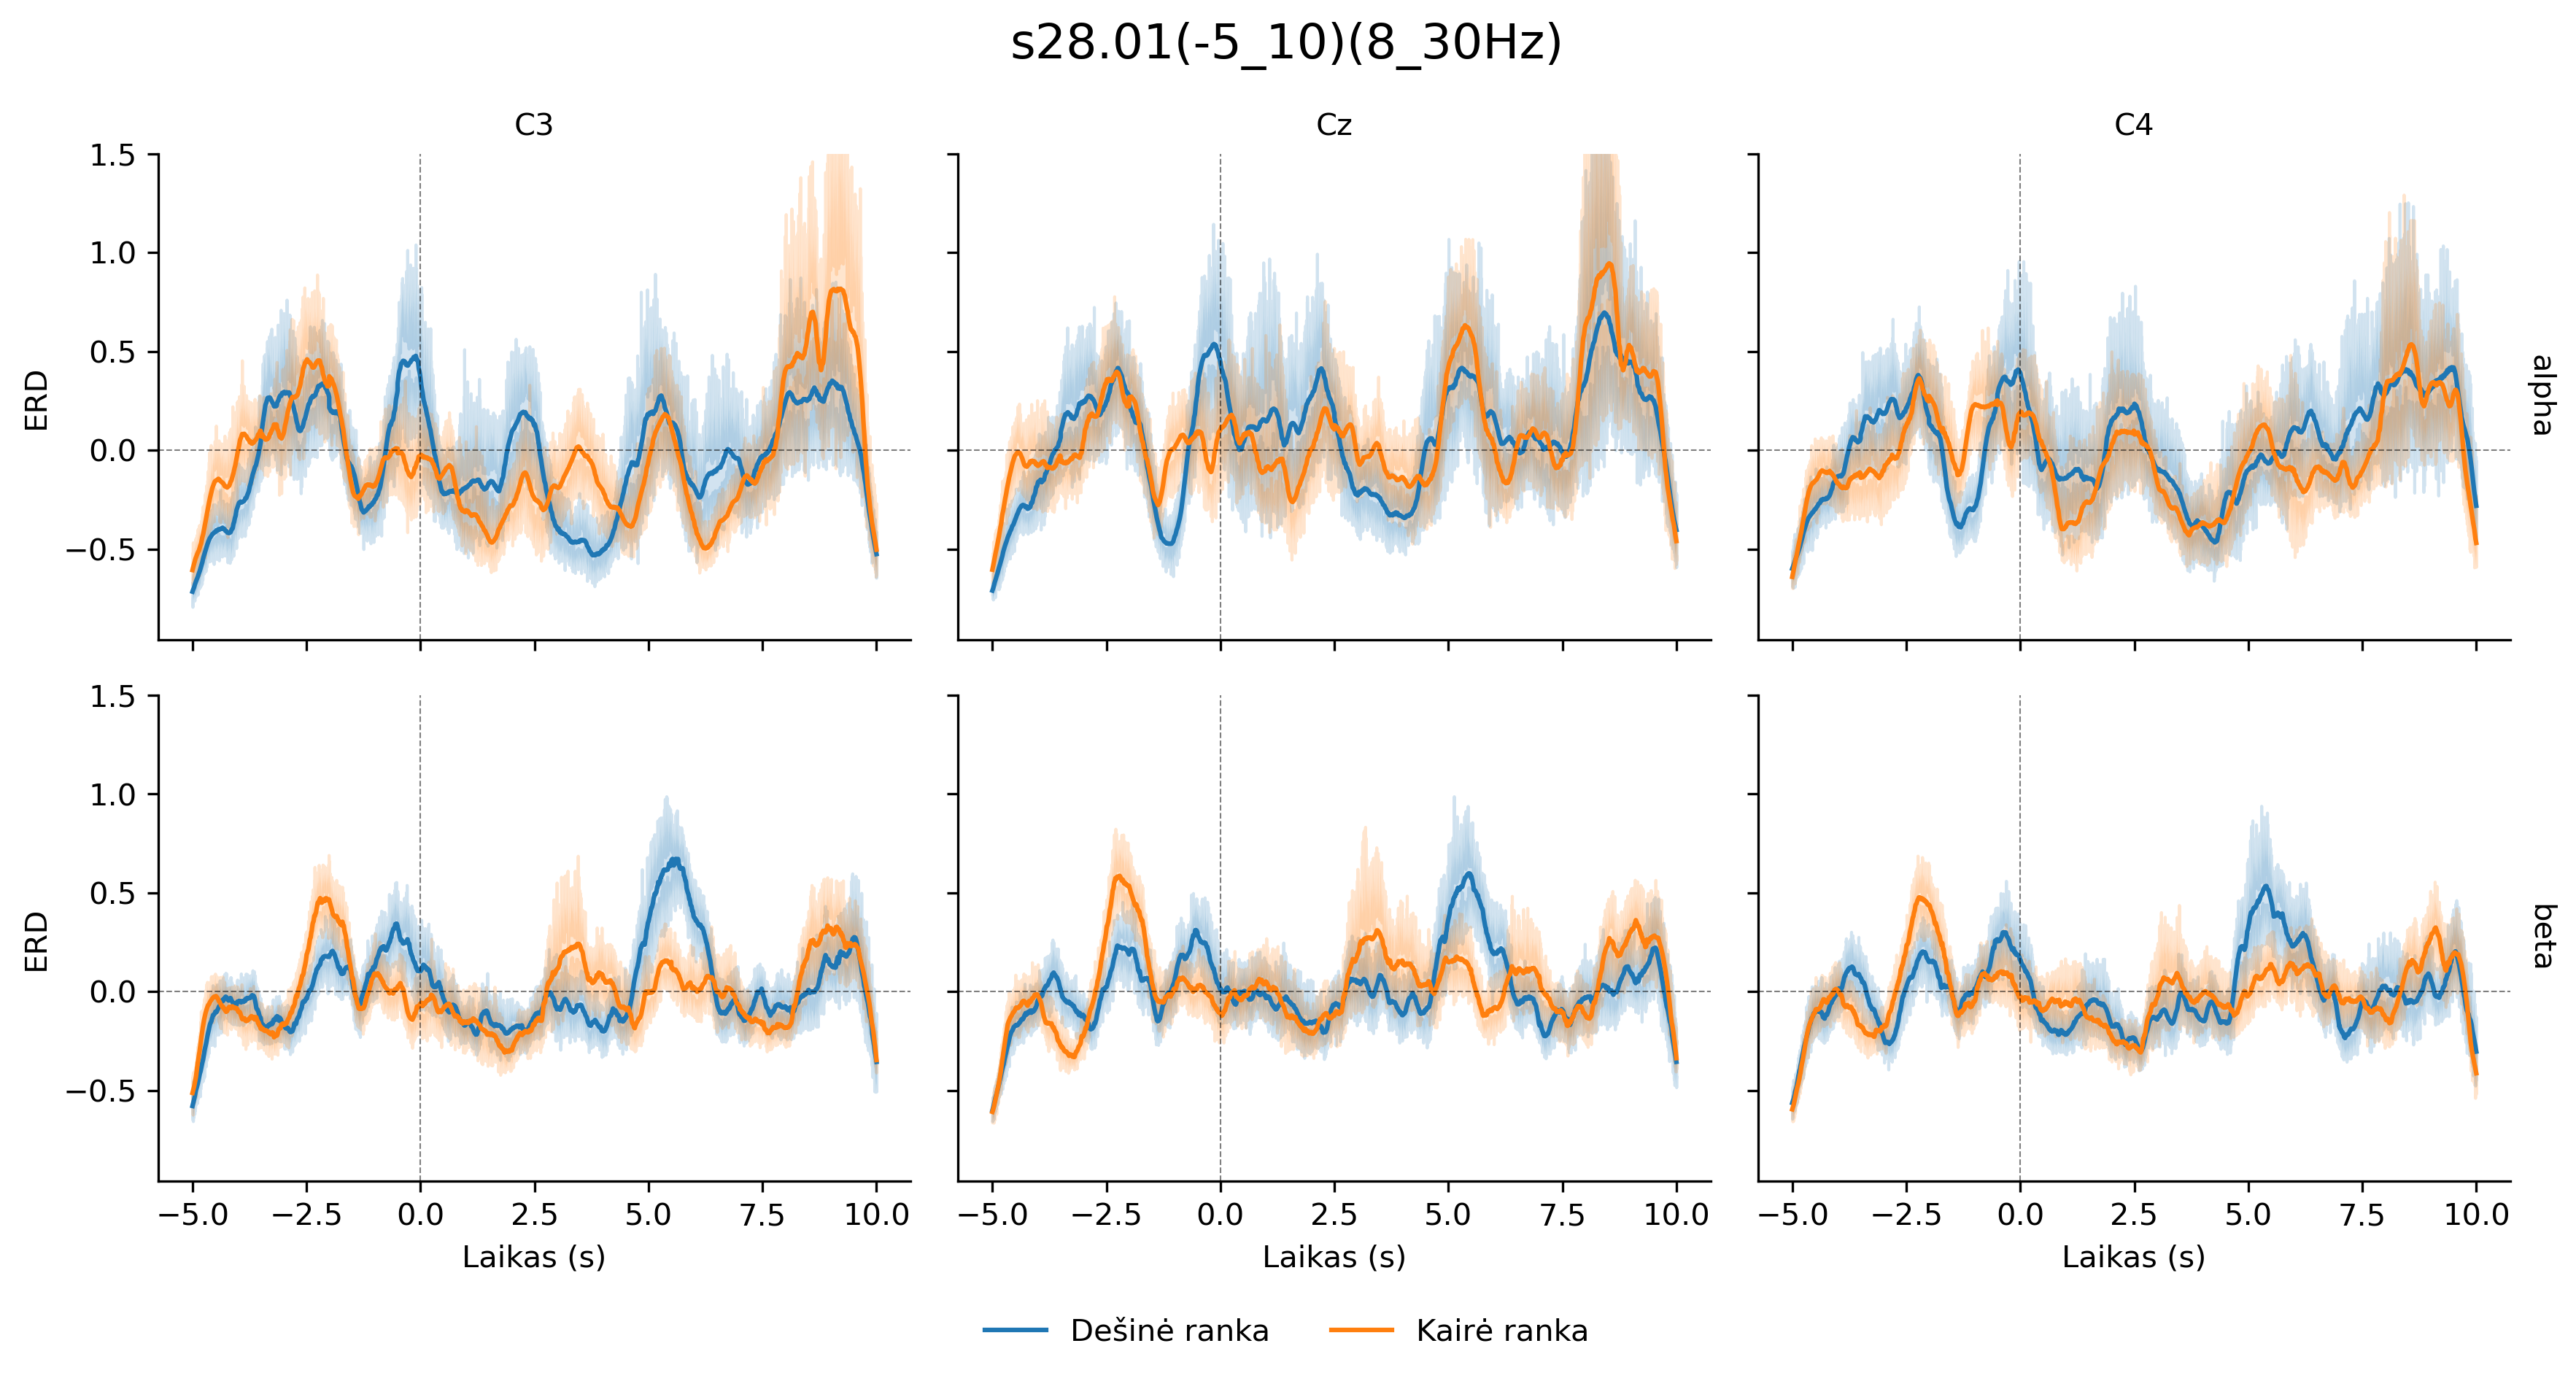 s28.01(-5_10)(8_30Hz)
C3 Cz C4
1.5
1.0
0.5
0.0
−0.5
ERD
alpha
1.5
1.0
0.5
0.0
−0.5
ERD
beta
−5.0 −2.5 0.0 2.5 5.0 7.5 10.0 −5.0 −2.5 0.0 2.5 5.0 7.5 10.0 −5.0 −2.5 0.0 2.5 5.0 7.5 10.0
Laikas (s) Laikas (s) Laikas (s)
Dešinė ranka Kairė ranka